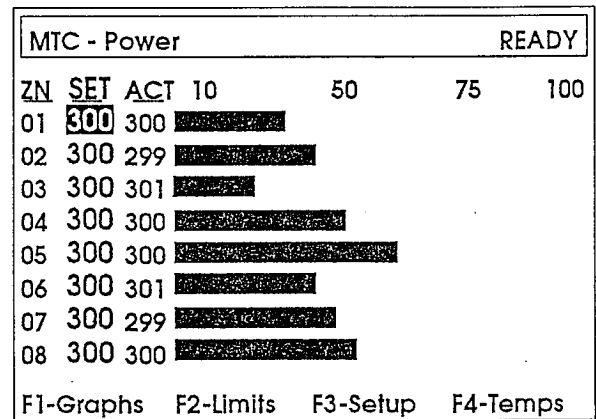 MTC - Power READY
ZN SET ACT 10 50 75 100
01 300 300
02 300 299
03 300 301
04 300 300
05 300 300
06 300 301
07 300 299
08 300 300
F1-Graphs F2-Limits F3-Setup F4-Temps